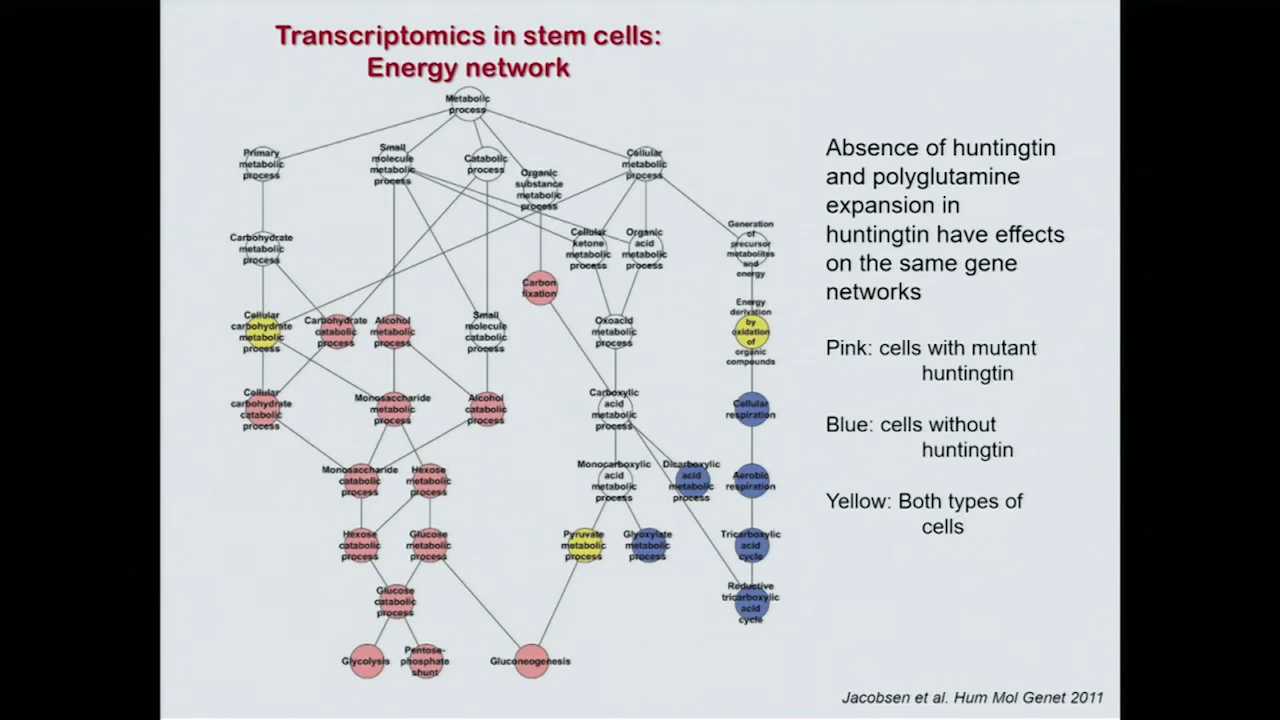 Transcriptomics in stem cells:
Energy network
Metabolic
process
Primary
metabolic
process
Small
molecule
metabolic
process
Catabolic
process
Organic
substance
metabolic
process
Cellular
metabolic
process
Carbohydrate
metabolic
process
Cellular
ketone
metabolic
process
Organic
acid
metabolic
process
Generation
of
precursor
metabolites
and
energy
Carbon
fixation
Cellular
carbohydrate
metabolic
process
Carbohydrate
catabolic
process
Alcohol
metabolic
process
Small
molecule
catabolic
process
Oxoacid
metabolic
process
Energy
derivation
by
oxidation
of
organic
compounds
Cellular
carbohydrate
catabolic
process
Monosaccharide
metabolic
process
Alcohol
catabolic
process
Carboxylic
acid
metabolic
process
Cellular
respiration
Monosaccharide
catabolic
process
Hexose
metabolic
process
Monocarboxylic
acid
metabolic
process
Dicarboxylic
acid
metabolic
process
Aerobic
respiration
Hexose
catabolic
process
Glucose
metabolic
process
Pyruvate
metabolic
process
Glyoxylate
metabolic
process
Tricarboxylic
acid
cycle
Glucose
catabolic
process
Reductive
tricarboxylic
acid
cycle
Glycolysis
Pentose-
phosphate
shunt
Gluconeogenesis
Absence of huntingtin
and polyglutamine
expansion in
huntingtin have effects
on the same gene
networks
Pink: cells with mutant
huntingtin
Blue: cells without
huntingtin
Yellow: Both types of
cells
Jacobsen et al. Hum Mol Genet 2011